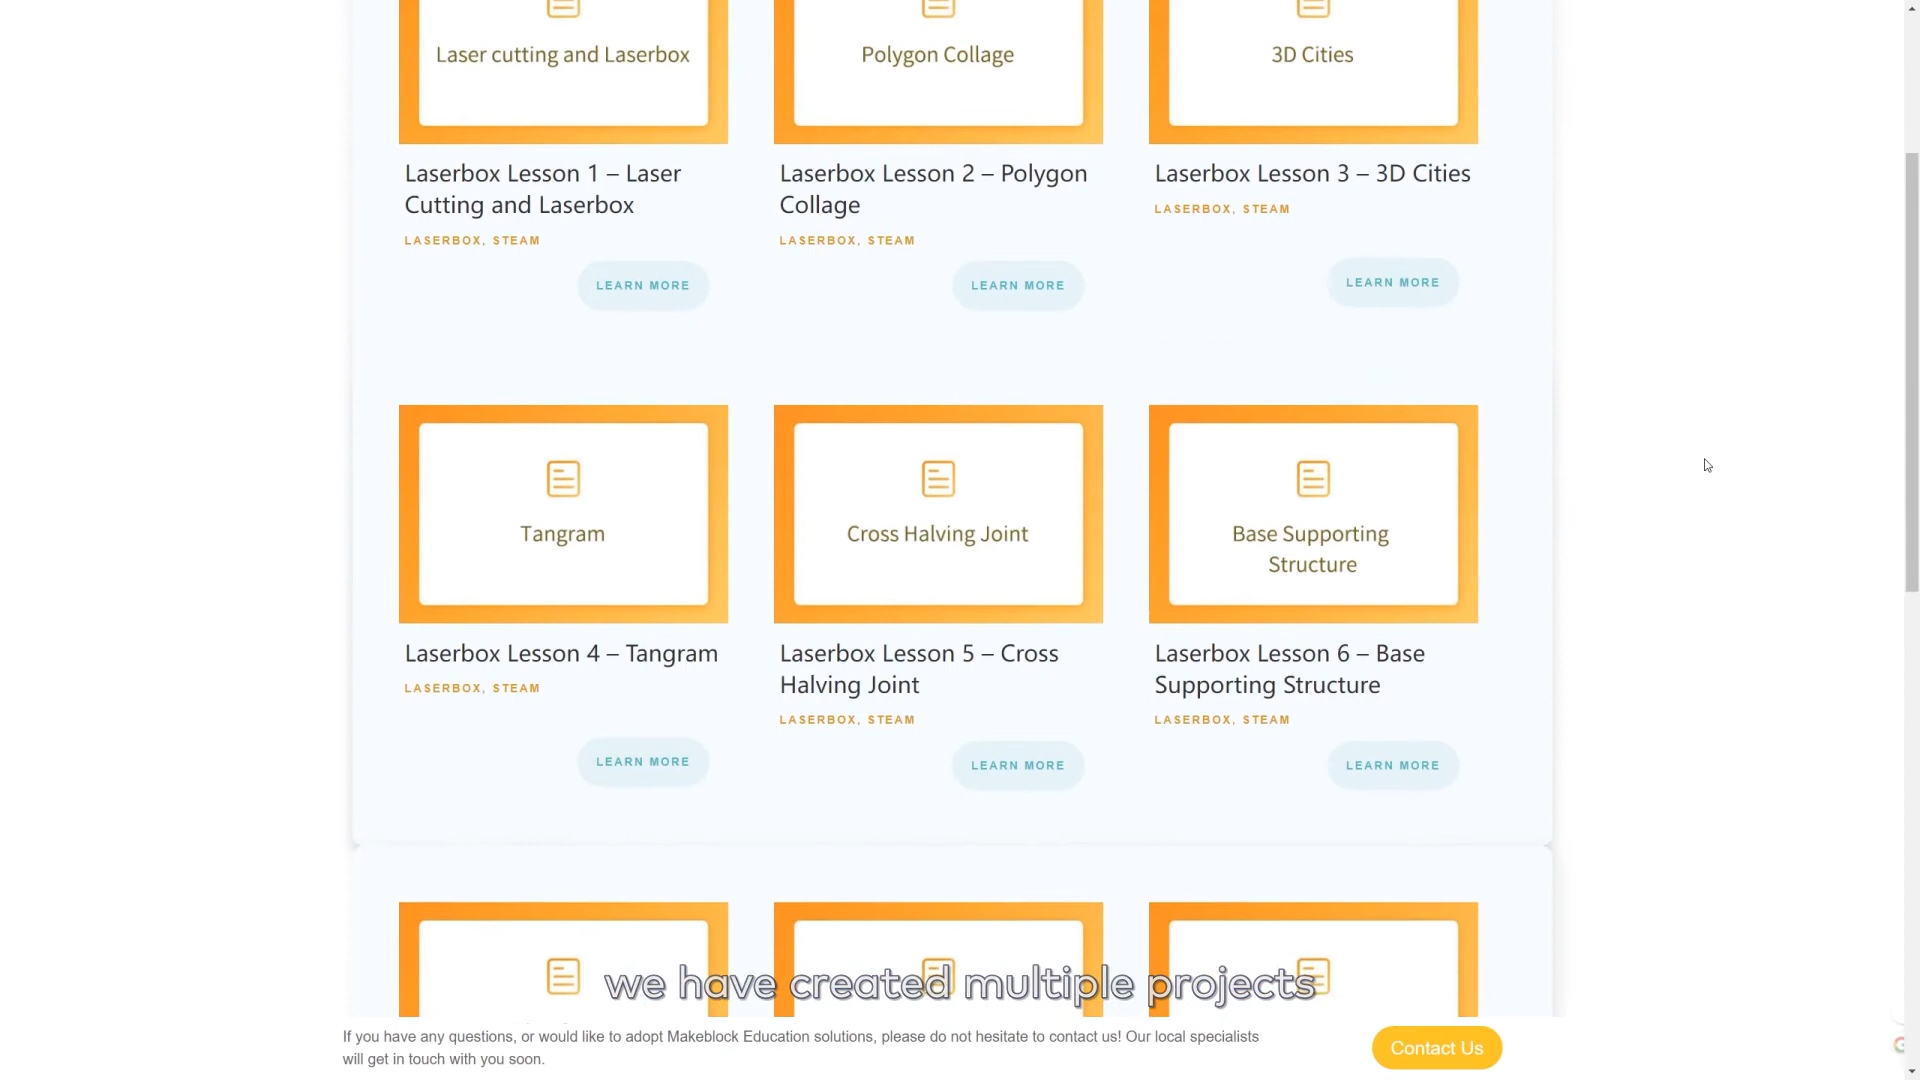 Laser cutting and Laserbox
Polygon Collage
3D Cities
Laserbox Lesson 1 – Laser
Cutting and Laserbox
LASERBOX, STEAM
LEARN MORE
Laserbox Lesson 2 – Polygon
Collage
LASERBOX, STEAM
LEARN MORE
Laserbox Lesson 3 – 3D Cities
LASERBOX, STEAM
LEARN MORE
Tangram
Cross Halving Joint
Base Supporting
Structure
Laserbox Lesson 4 – Tangram
LASERBOX, STEAM
LEARN MORE
Laserbox Lesson 5 – Cross
Halving Joint
LASERBOX, STEAM
LEARN MORE
Laserbox Lesson 6 – Base
Supporting Structure
LASERBOX, STEAM
LEARN MORE
we have created multiple projects
If you have any questions, or would like to adopt Makeblock Education solutions, please do not hesitate to contact us! Our local specialists
will get in touch with you soon.
Contact Us